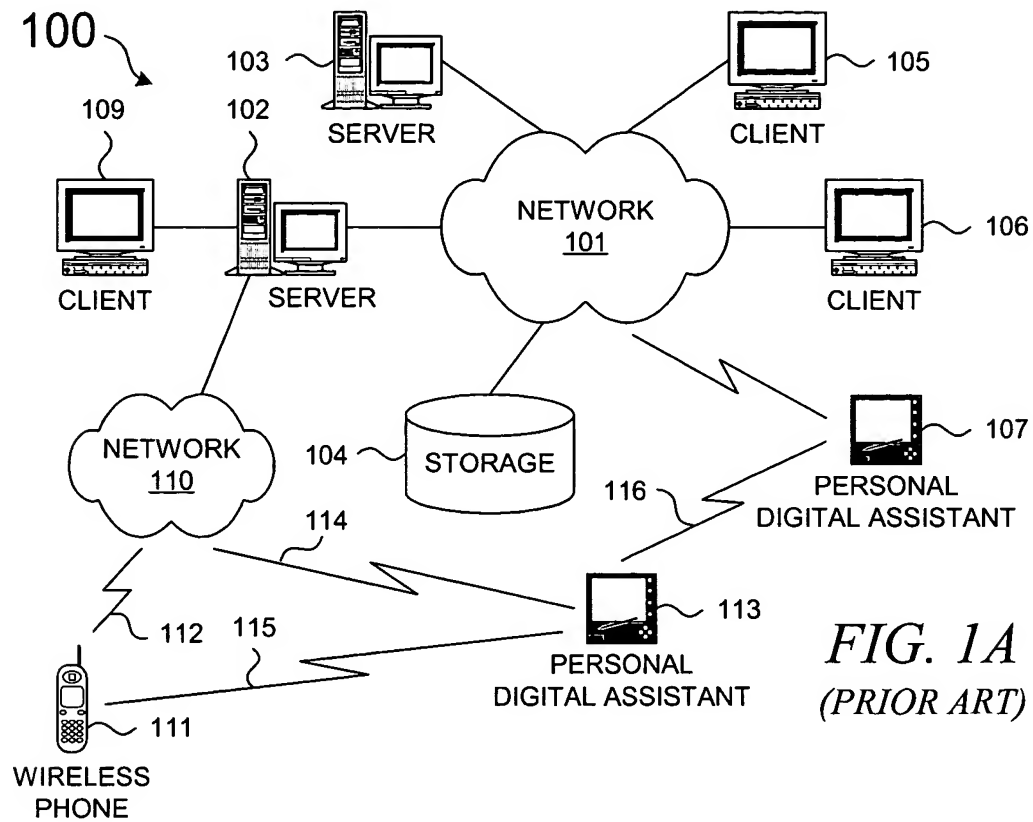 100
103
SERVER
105
CLIENT
109
CLIENT
102
SERVER
NETWORK
101
106
CLIENT
NETWORK
110
104
STORAGE
107
PERSONAL
DIGITAL ASSISTANT
116
114
113
PERSONAL
DIGITAL ASSISTANT
112
115
111
WIRELESS
PHONE
FIG. 1A
(PRIOR ART)